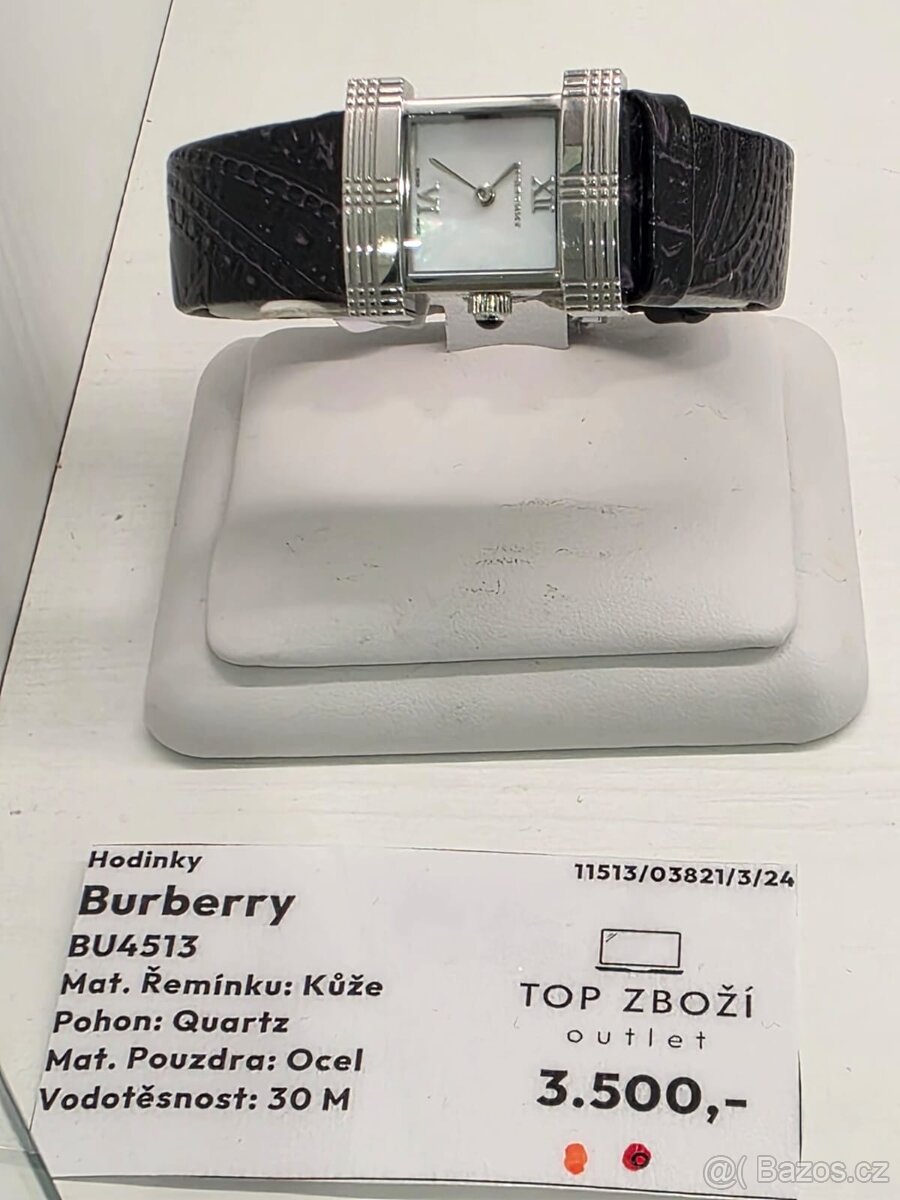 XII
VI
BURBERRY
Hodinky
11513/03821/3/24
Burberry
BU4513
Mat. Řemínku: Kůže
Pohon: Quartz
Mat. Pouzdra: Ocel
Vodotěsnost: 30 M
TOP ZBOŽÍ
outlet
3.500,-
@( Bazos.cz